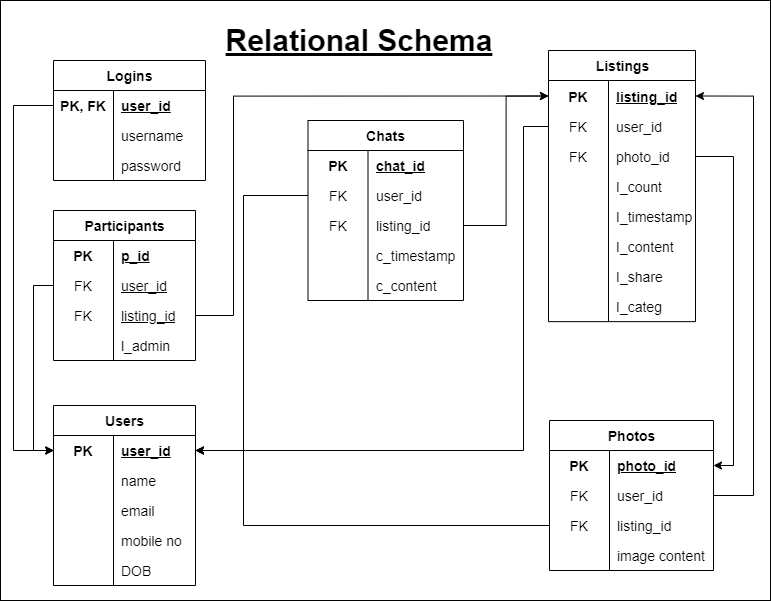 Relational Schema
Logins
PK, FK user_id
username
password
Participants
PK p_id
FK user_id
FK listing_id
l_admin
Users
PK user_id
name
email
mobile no
DOB
Chats
PK chat_id
FK user_id
FK listing_id
c_timestamp
c_content
Listings
PK listing_id
FK user_id
FK photo_id
l_count
l_timestamp
l_content
l_share
l_categ
Photos
PK photo_id
FK user_id
FK listing_id
image content